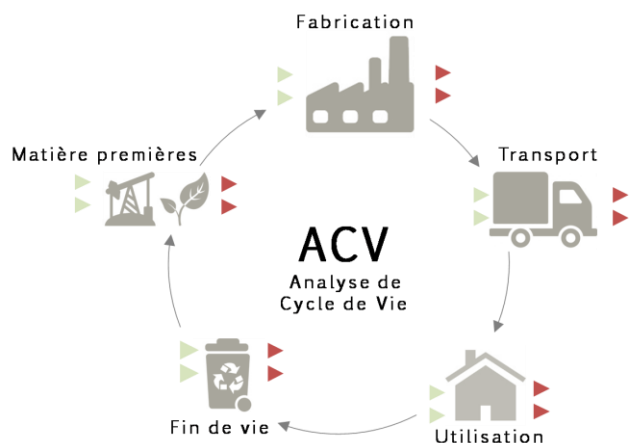 Fabrication
Matière premières
Transport
ACV
Analyse de
Cycle de Vie
Fin de vie
Utilisation